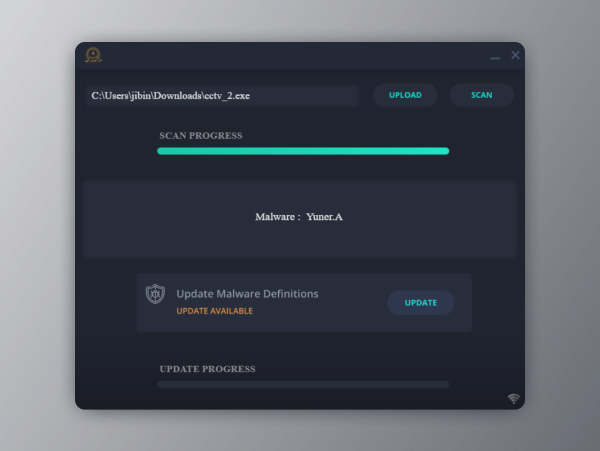 C:\Users\jibin\Downloads\cctv_2.exe
UPLOAD
SCAN
SCAN PROGRESS
Malware : Yuner.A
Update Malware Definitions
UPDATE AVAILABLE
UPDATE
UPDATE PROGRESS